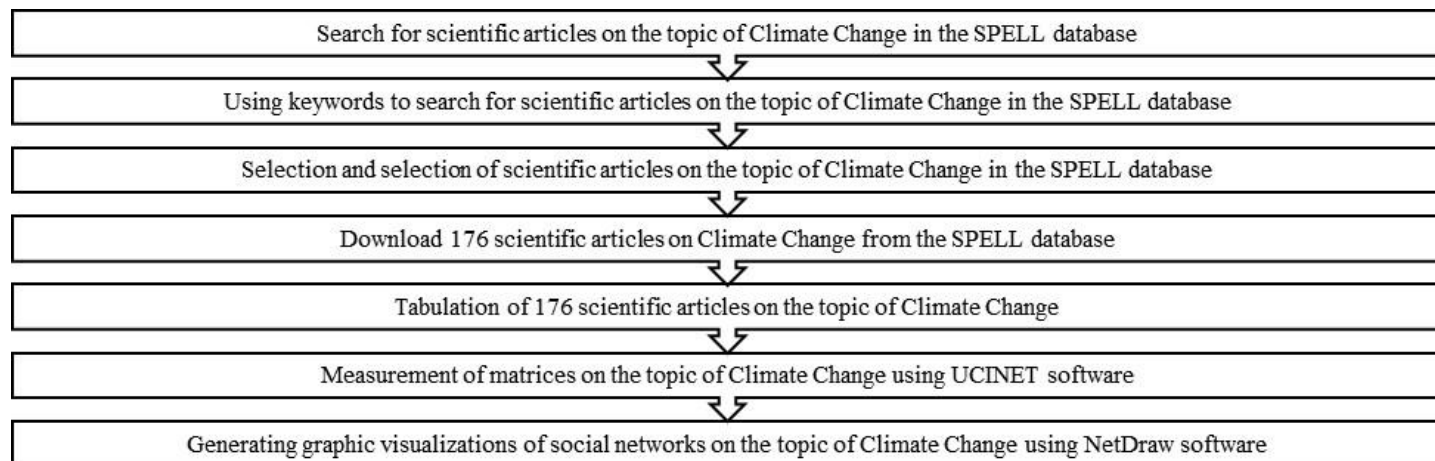 Search for scientific articles on the topic of Climate Change in the SPELL database
Using keywords to search for scientific articles on the topic of Climate Change in the SPELL database
Selection and selection of scientific articles on the topic of Climate Change in the SPELL database
Download 176 scientific articles on Climate Change from the SPELL database
Tabulation of 176 scientific articles on the topic of Climate Change
Measurement of matrices on the topic of Climate Change using UCINET software
Generating graphic visualizations of social networks on the topic of Climate Change using NetDraw software